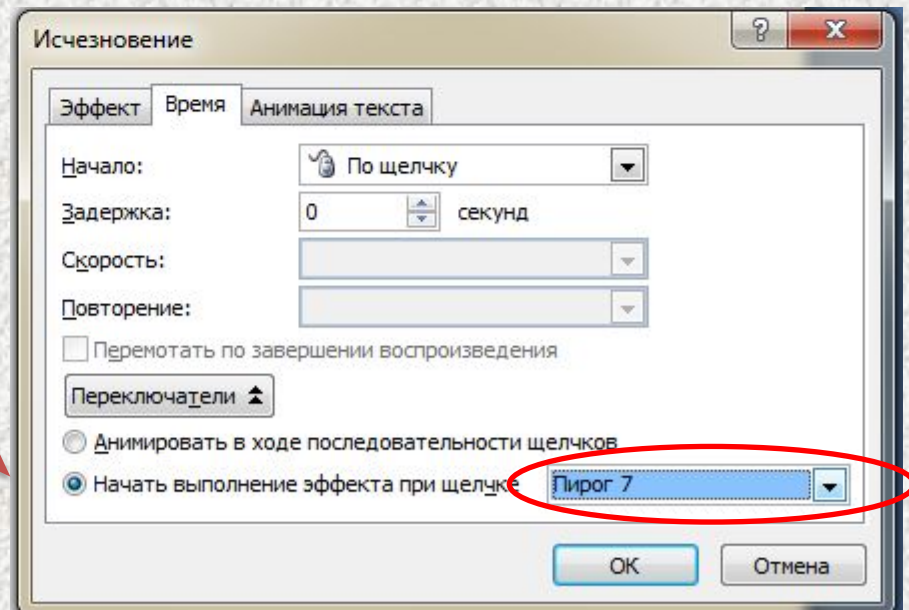 Исчезновение
Эффект Время Анимация текста
Начало: По щелчку
Задержка: 0 секунд
Скорость:
Повторение:
Перемотать по завершении воспроизведения
Переключатели
Анимировать в ходе последовательности щелчков
Начать выполнение эффекта при щелчке Пирог 7
ОК Отмена